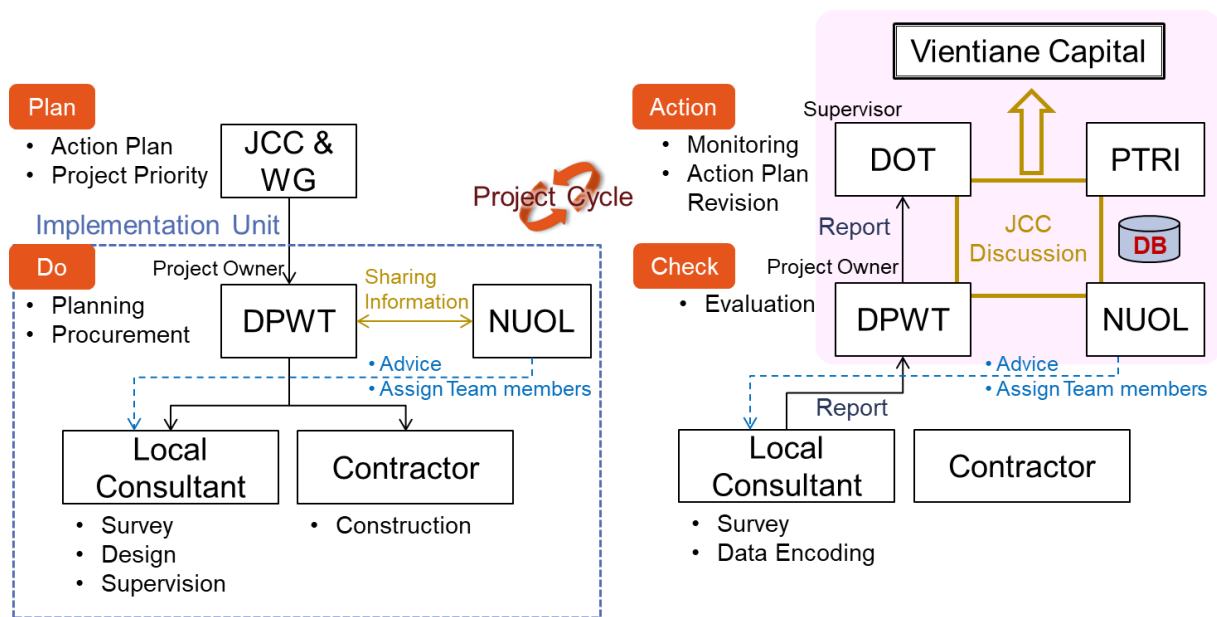 Plan
• Action Plan
• Project Priority
JCC &
WG
Implementation Unit
Do
• Planning
• Procurement
Project Owner
DPWT
Sharing
Information
NUOL
• Advice
• Assign Team members
Local
Consultant
Contractor
• Survey
• Design
• Supervision
• Construction
Project Cycle
Vientiane Capital
Action
• Monitoring
• Action Plan
Revision
Supervisor
DOT
PTRI
Report
JCC
Discussion
DB
Check
• Evaluation
Project Owner
DPWT
NUOL
• Advice
• Assign Team members
Report
Local
Consultant
Contractor
• Survey
• Data Encoding